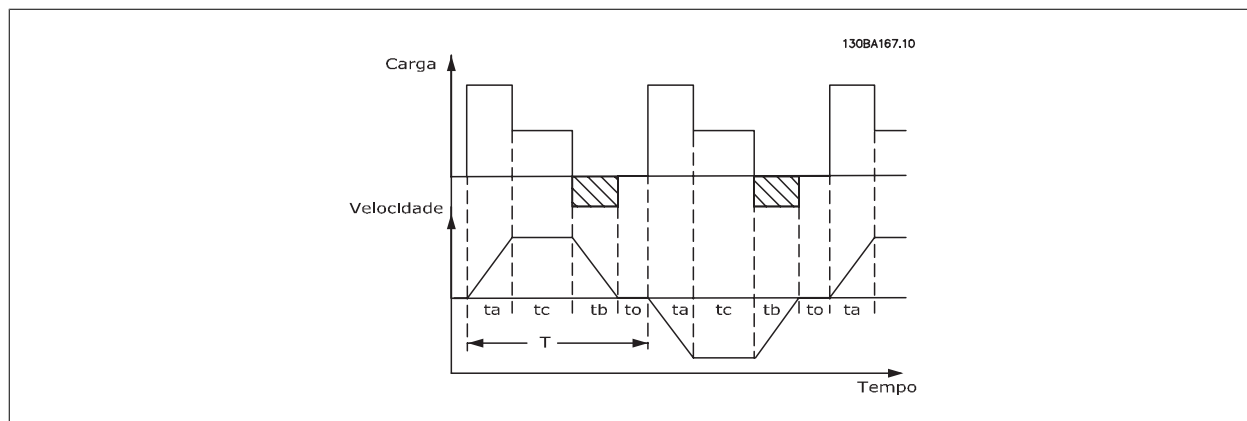 130BA167.10
Carga
Velocidade
ta tc tb to ta tc tb to ta
T
Tempo